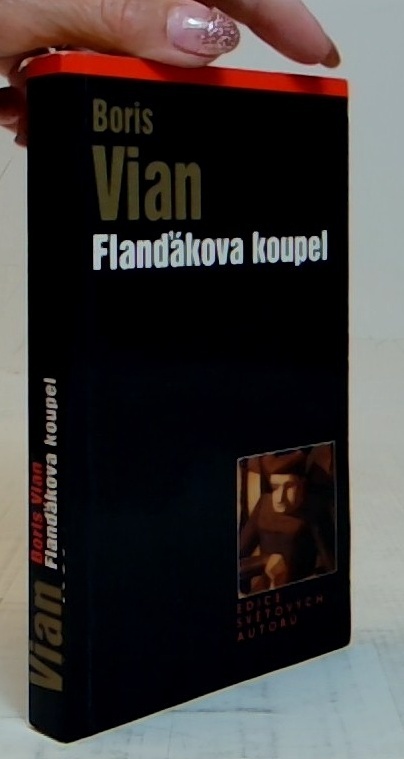 Boris
Vian
Flanďákova koupel
EDICE
SVĚTOVÝCH
AUTORŮ
Vian
Boris Vian
Flanďákova koupel